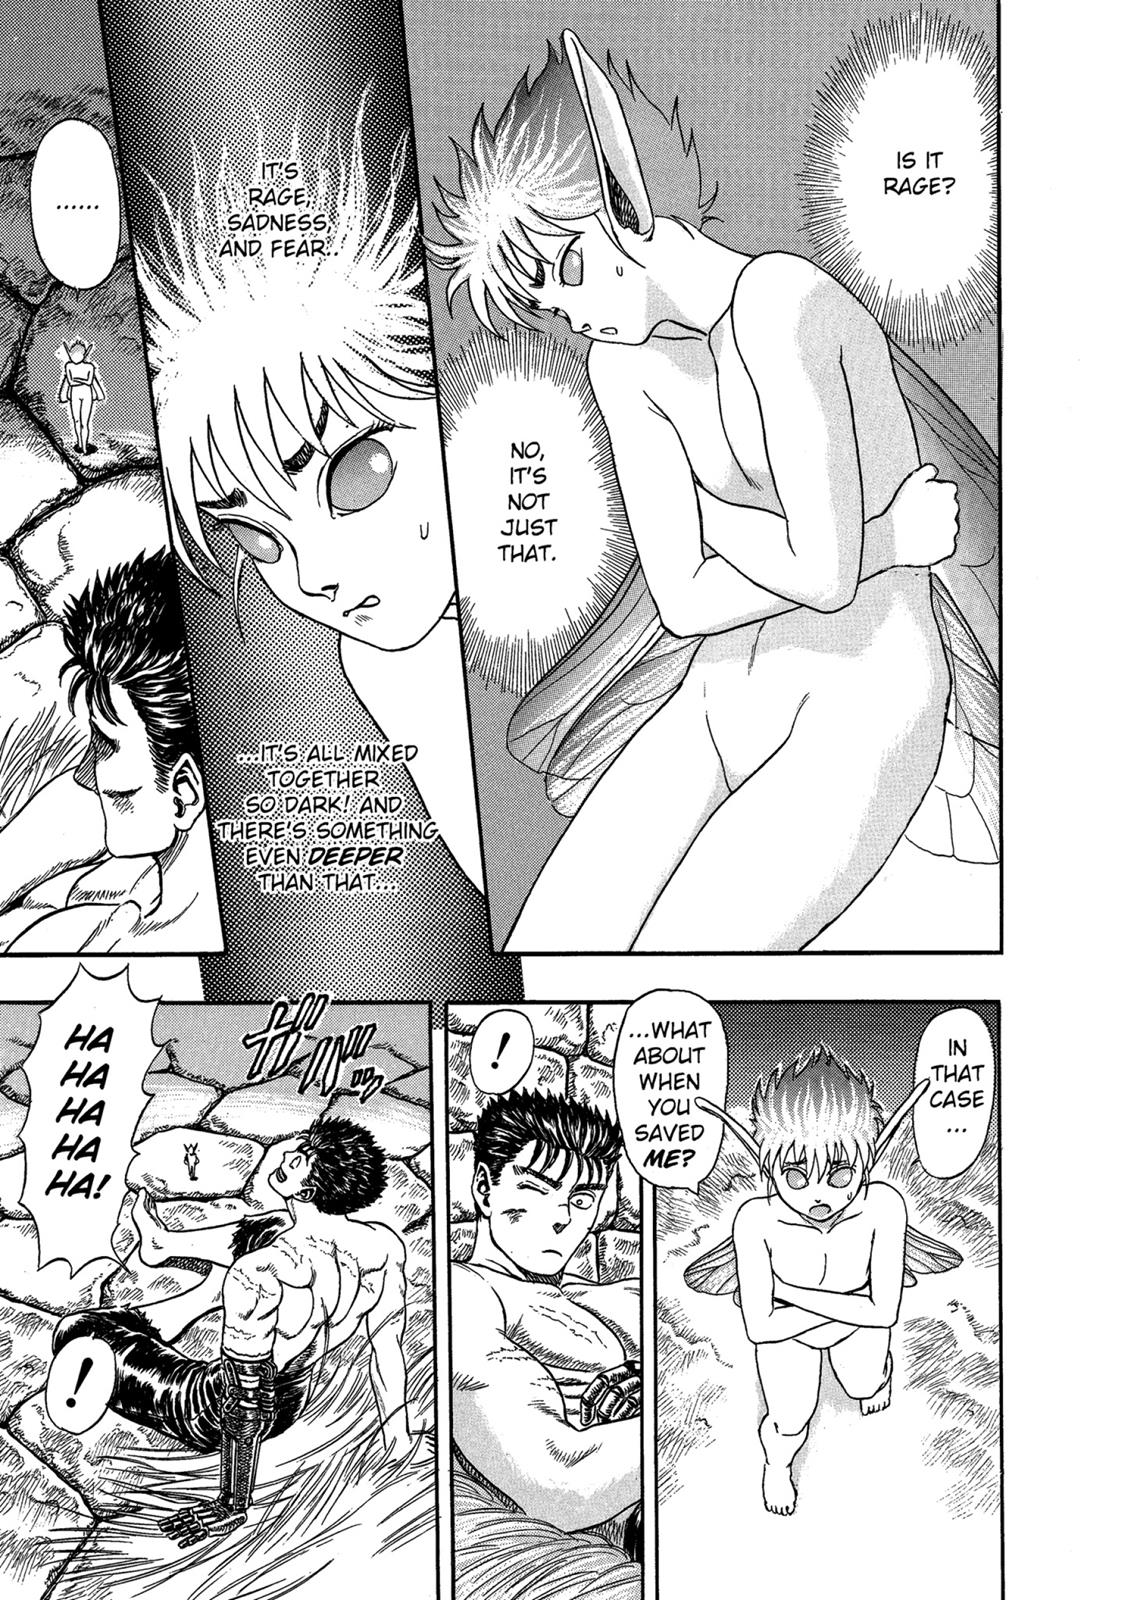 IS IT
RAGE?
NO,
IT'S
NOT
JUST
THAT.
IT'S
RAGE,
SADNESS,
AND FEAR..
...IT'S ALL MIXED
TOGETHER
SO DARK! AND
THERE'S SOMETHING
EVEN DEEPER
THAN THAT...
......
IN
THAT
CASE
...
...WHAT
ABOUT
WHEN
YOU
SAVED
ME?
!
HA
HA
HA
HA
HA!
!